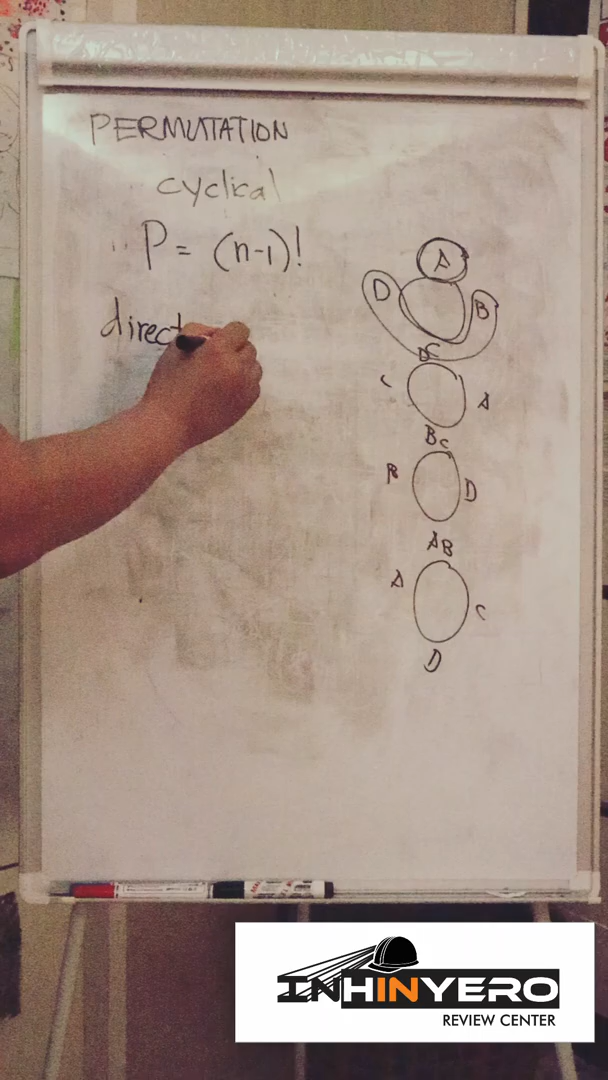 PERMUTATION
cyclical
P = (n-1)!
direct
A
D B
C
D
C A
B
C
B D
A
B
A C
D
INHINYERO
REVIEW CENTER